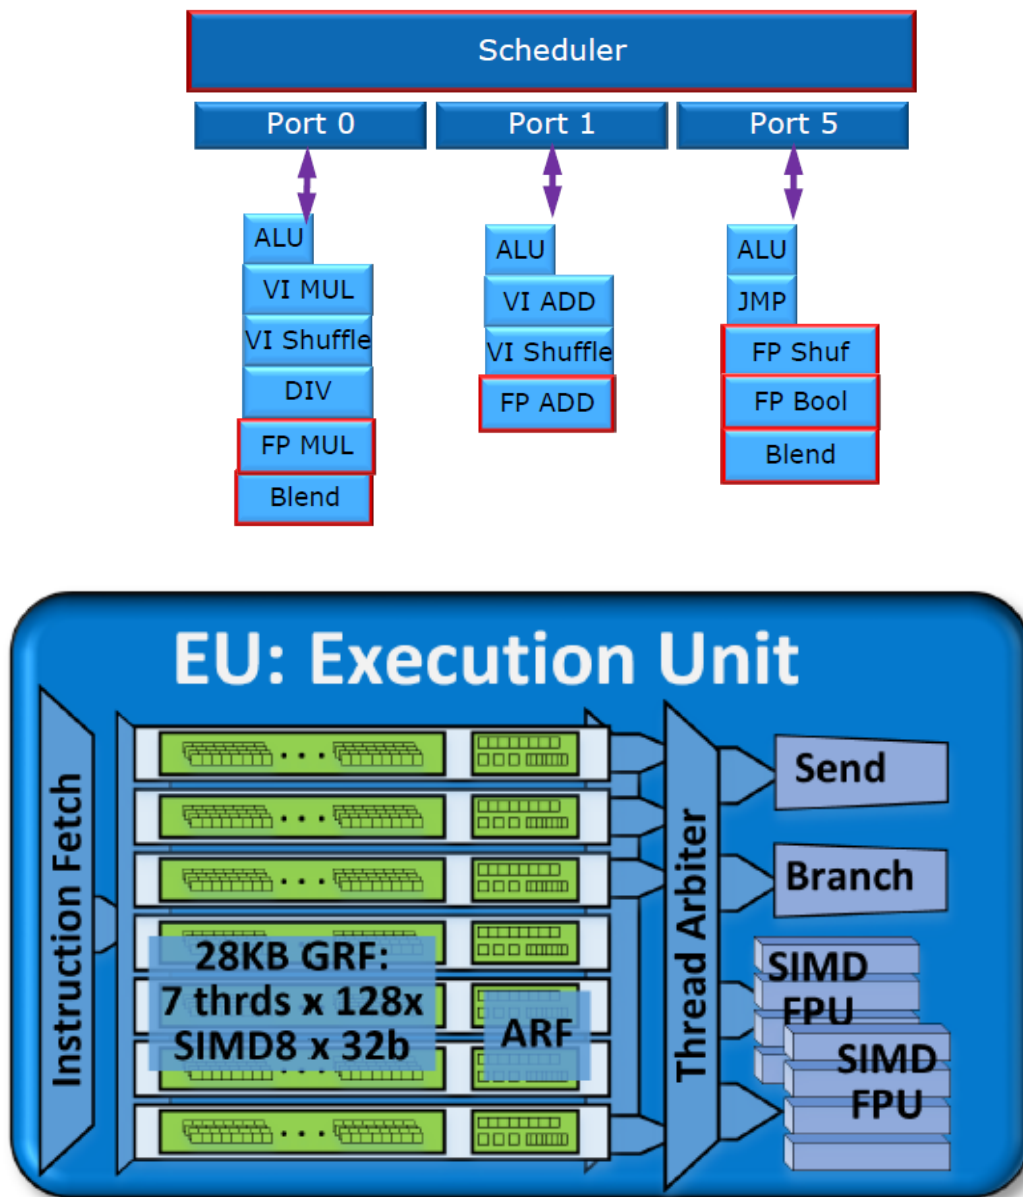 Scheduler
Port 0
Port 1
Port 5
ALU
VI MUL
VI Shuffle
DIV
FP MUL
Blend
ALU
VI ADD
VI Shuffle
FP ADD
ALU
JMP
FP Shuf
FP Bool
Blend
EU: Execution Unit
Instruction Fetch
28KB GRF:
7 thrds x 128x
SIMD8 x 32b
ARF
Thread Arbiter
Send
Branch
SIMD
FPU
SIMD
FPU